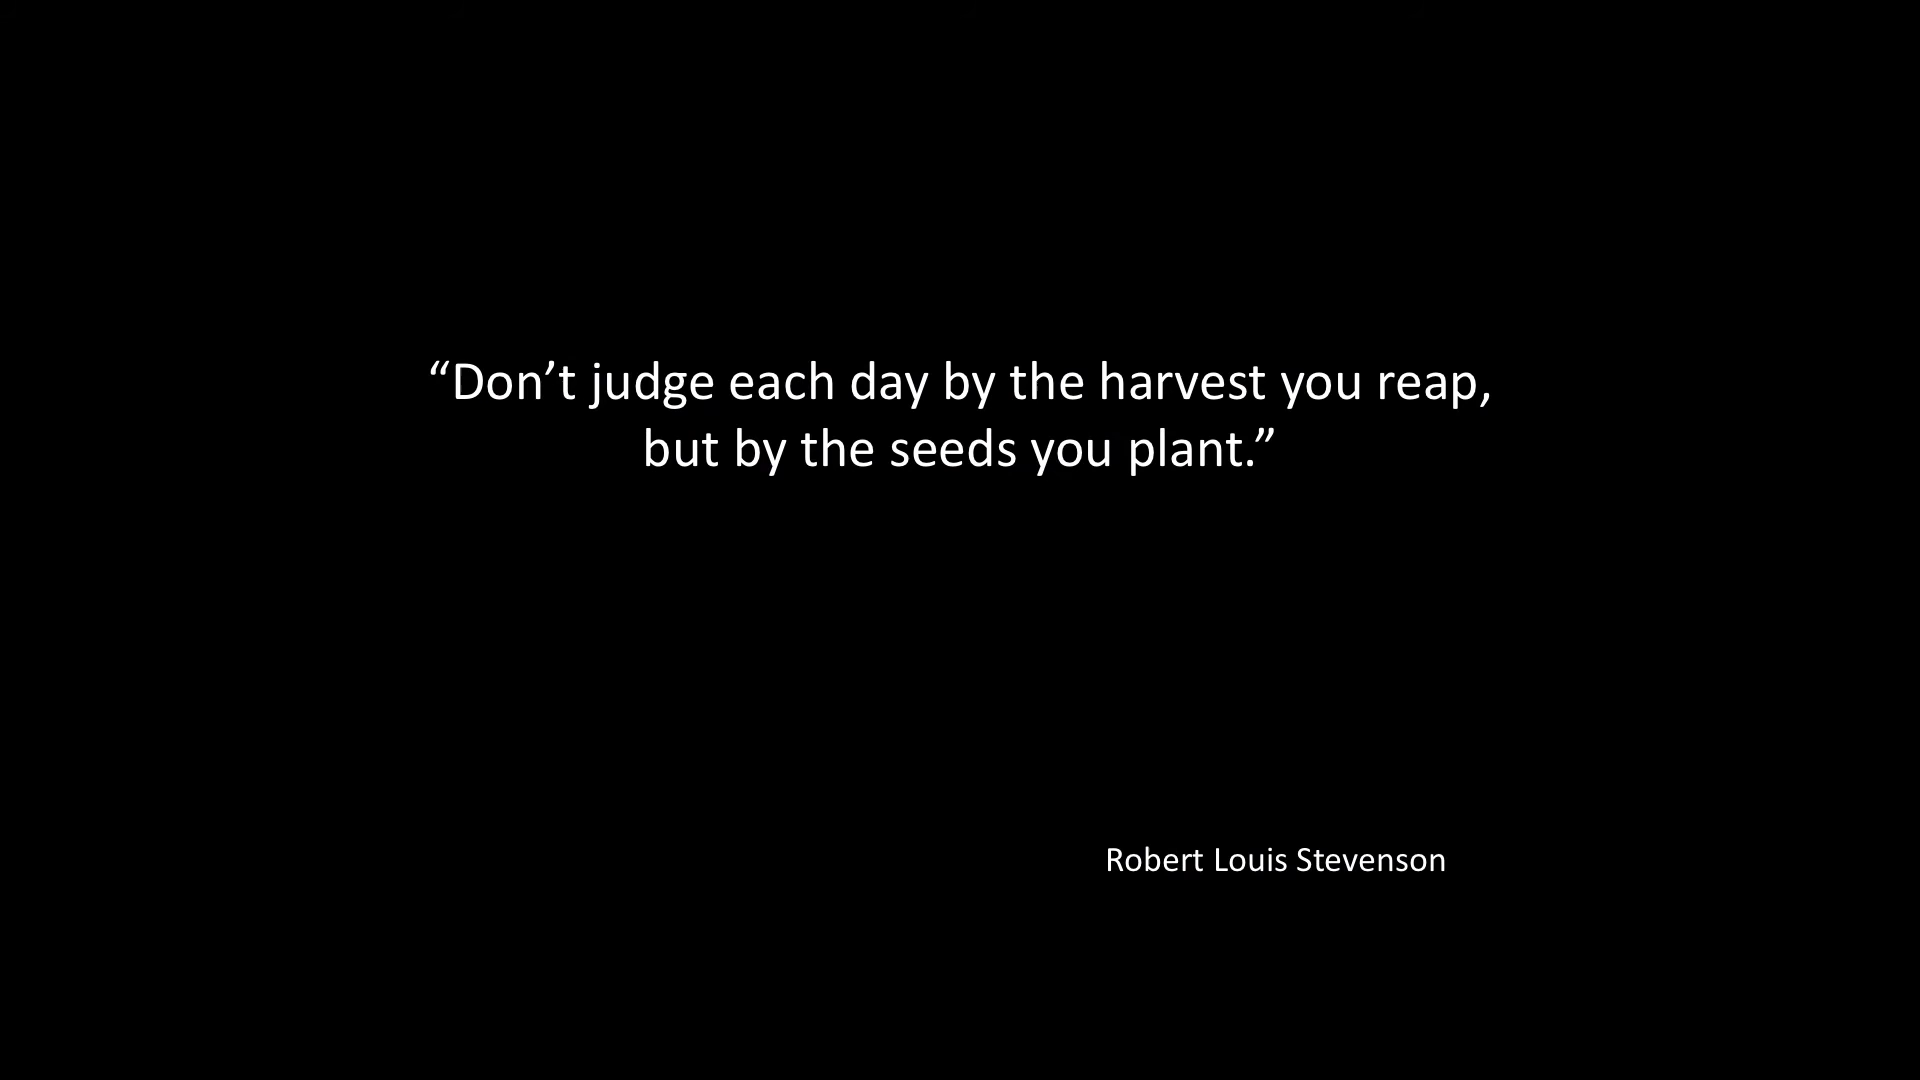 “Don’t judge each day by the harvest you reap,
but by the seeds you plant.”
Robert Louis Stevenson